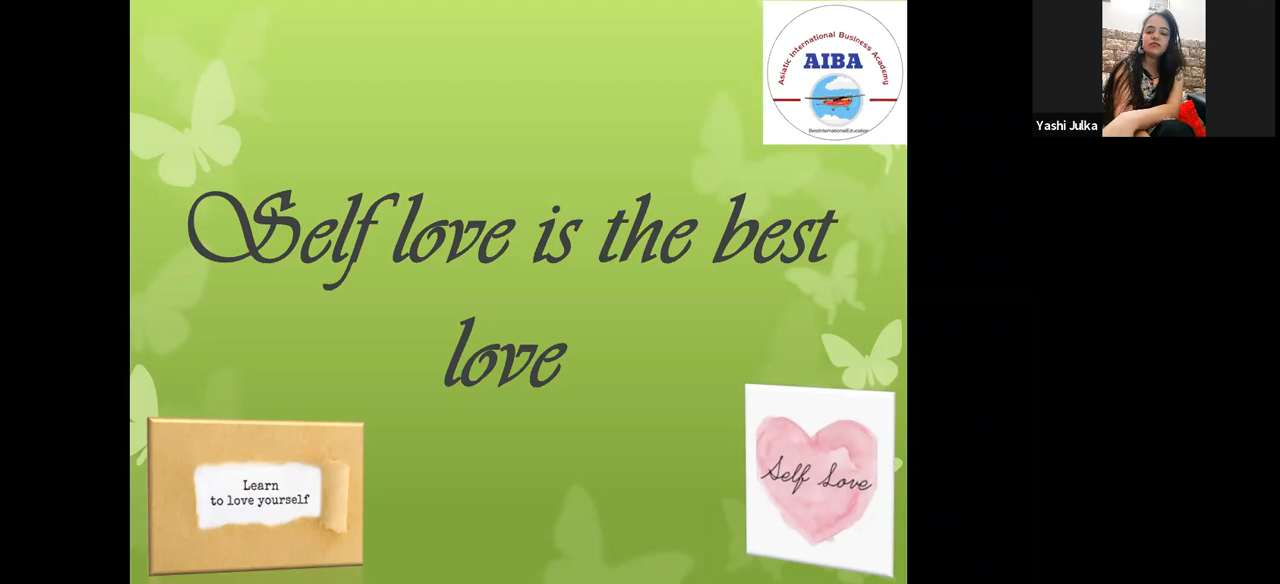 Asiatic International Business Academy
AIBA
BestInternationalEducation
Yashi Julka
Self love is the best
love
Learn
to love yourself
Self Love